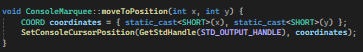 void ConsoleMarquee::moveToPosition(int x, int y) {
COORD coordinates = { static_cast<SHORT>(x), static_cast<SHORT>(y) };
SetConsoleCursorPosition(GetStdHandle(STD_OUTPUT_HANDLE), coordinates);